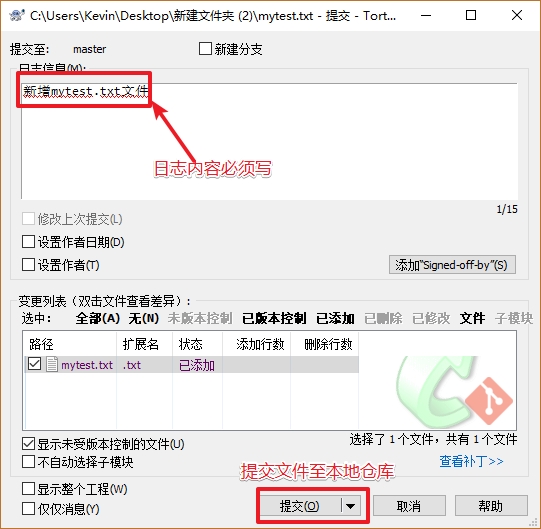 C:\Users\Kevin\Desktop\新建文件夹 (2)\mytest.txt - 提交 - Tort...
提交至: master 新建分支
日志信息(M):
新增mytest.txt文件
日志内容必须写
1/15
修改上次提交(L)
设置作者日期(D)
设置作者(T)
添加"Signed-off-by"(S)
变更列表（双击文件查看差异）:
选中: 全部(A) 无(N) 未版本控制 已版本控制 已添加 已删除 已修改 文件 子模块
路径 扩展名 状态 添加行数 删除行数
mytest.txt .txt 已添加
显示未受版本控制的文件(U)
选择了 1 个文件，共有 1 个文件
不自动选择子模块
查看补丁>>
提交文件至本地仓库
显示整个工程(W)
仅仅消息(Y)
提交(O) 取消 帮助